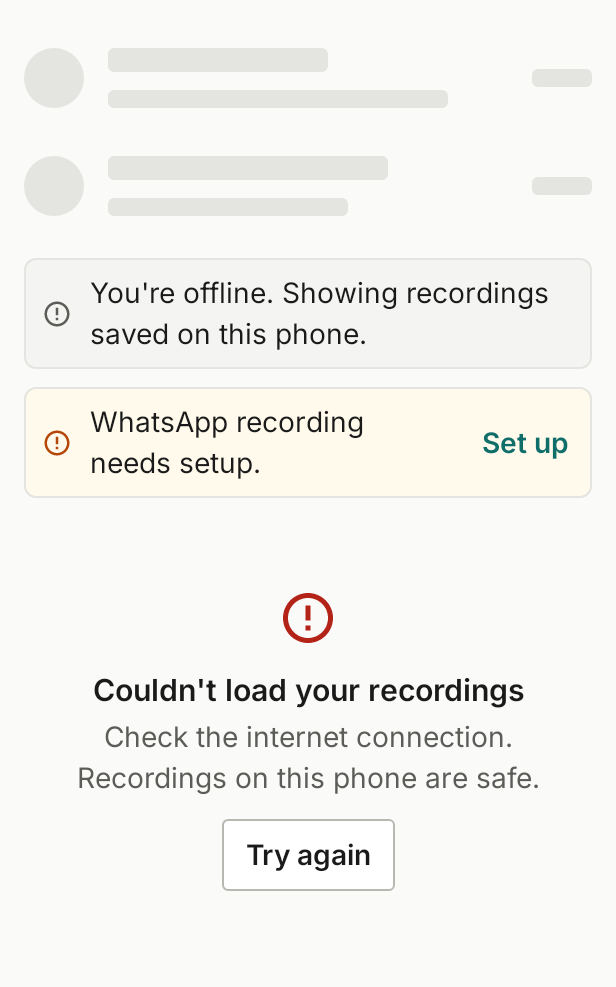 You're offline. Showing recordings
saved on this phone.
WhatsApp recording
needs setup.
Set up
Couldn't load your recordings
Check the internet connection.
Recordings on this phone are safe.
Try again